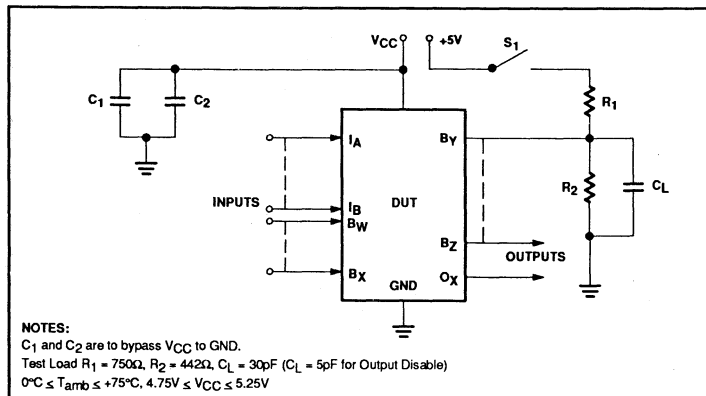 VCC +5V S1
C1 C2 R1
IA BY
R2 CL
INPUTS IB DUT
BW
BZ
OUTPUTS
BX GND OX
NOTES:
C1 and C2 are to bypass VCC to GND.
Test Load R1 = 750Ω, R2 = 442Ω, CL = 30pF (CL = 5pF for Output Disable)
0°C ≤ Tamb ≤ +75°C, 4.75V ≤ VCC ≤ 5.25V